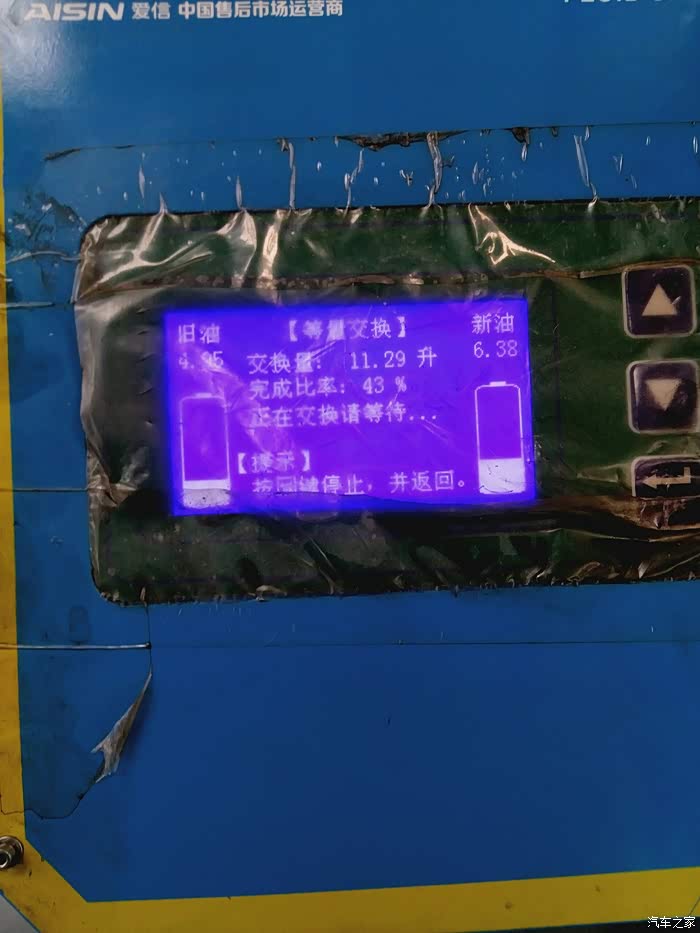 AISIN 爱信 中国售后市场运营商
旧油 【等量交换】 新油
4.95 交换量: 11.29 升 6.38
完成比率: 43 %
正在交换请等待...
【提示】
按回键停止，并返回。
汽车之家